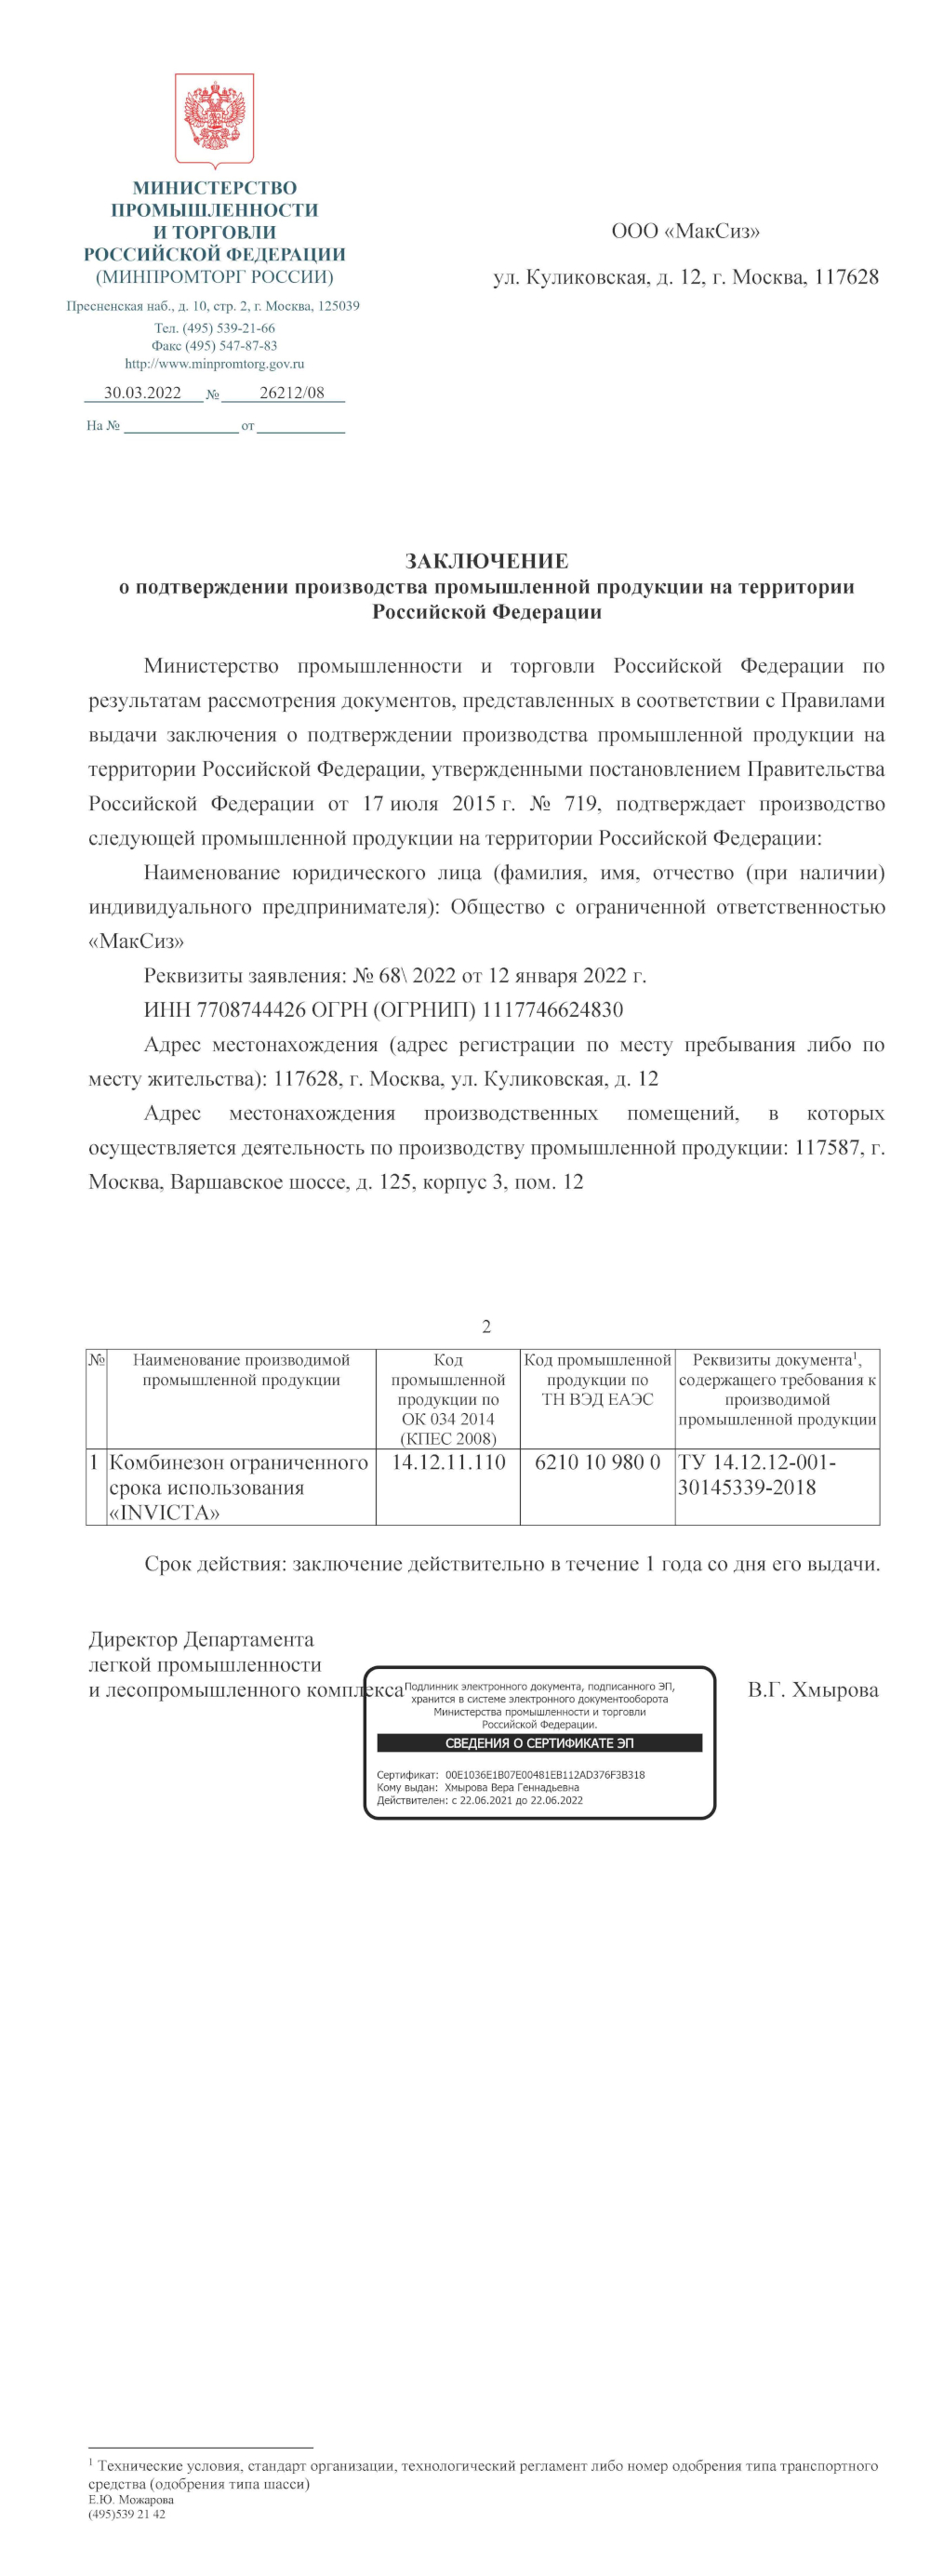 МИНИСТЕРСТВО
ПРОМЫШЛЕННОСТИ
И ТОРГОВЛИ
РОССИЙСКОЙ ФЕДЕРАЦИИ
(МИНПРОМТОРГ РОССИИ)
Пресненская наб., д. 10, стр. 2, г. Москва, 125039
Тел. (495) 539-21-66
Факс (495) 547-87-83
http://www.minpromtorg.gov.ru
30.03.2022 № 26212/08
На № от
ООО «МакСиз»
ул. Куликовская, д. 12, г. Москва, 117628
ЗАКЛЮЧЕНИЕ
о подтверждении производства промышленной продукции на территории
Российской Федерации
Министерство промышленности и торговли Российской Федерации по
результатам рассмотрения документов, представленных в соответствии с Правилами
выдачи заключения о подтверждении производства промышленной продукции на
территории Российской Федерации, утвержденными постановлением Правительства
Российской Федерации от 17 июля 2015 г. № 719, подтверждает производство
следующей промышленной продукции на территории Российской Федерации:
Наименование юридического лица (фамилия, имя, отчество (при наличии)
индивидуального предпринимателя): Общество с ограниченной ответственностью
«МакСиз»
Реквизиты заявления: № 68\ 2022 от 12 января 2022 г.
ИНН 7708744426 ОГРН (ОГРНИП) 1117746624830
Адрес местонахождения (адрес регистрации по месту пребывания либо по
месту жительства): 117628, г. Москва, ул. Куликовская, д. 12
Адрес местонахождения производственных помещений, в которых
осуществляется деятельность по производству промышленной продукции: 117587, г.
Москва, Варшавское шоссе, д. 125, корпус 3, пом. 12
2
№ Наименование производимой
промышленной продукции
Код
промышленной
продукции по
ОК 034 2014
(КПЕС 2008)
Код промышленной
продукции по
ТН ВЭД ЕАЭС
Реквизиты документа¹,
содержащего требования к
производимой
промышленной продукции
1 Комбинезон ограниченного
срока использования
«INVICTA»
14.12.11.110
6210 10 980 0
ТУ 14.12.12-001-
30145339-2018
Срок действия: заключение действительно в течение 1 года со дня его выдачи.
Директор Департамента
легкой промышленности
и лесопромышленного комплекса
В.Г. Хмырова
Подлинник электронного документа, подписанного ЭП,
хранится в системе электронного документооборота
Министерства промышленности и торговли
Российской Федерации.
СВЕДЕНИЯ О СЕРТИФИКАТЕ ЭП
Сертификат: 00E1036E1B07E00481EB112AD376F3B318
Кому выдан: Хмырова Вера Геннадьевна
Действителен: с 22.06.2021 до 22.06.2022
¹ Технические условия, стандарт организации, технологический регламент либо номер одобрения типа транспортного
средства (одобрения типа шасси)
Е.Ю. Можарова
(495)539 21 42